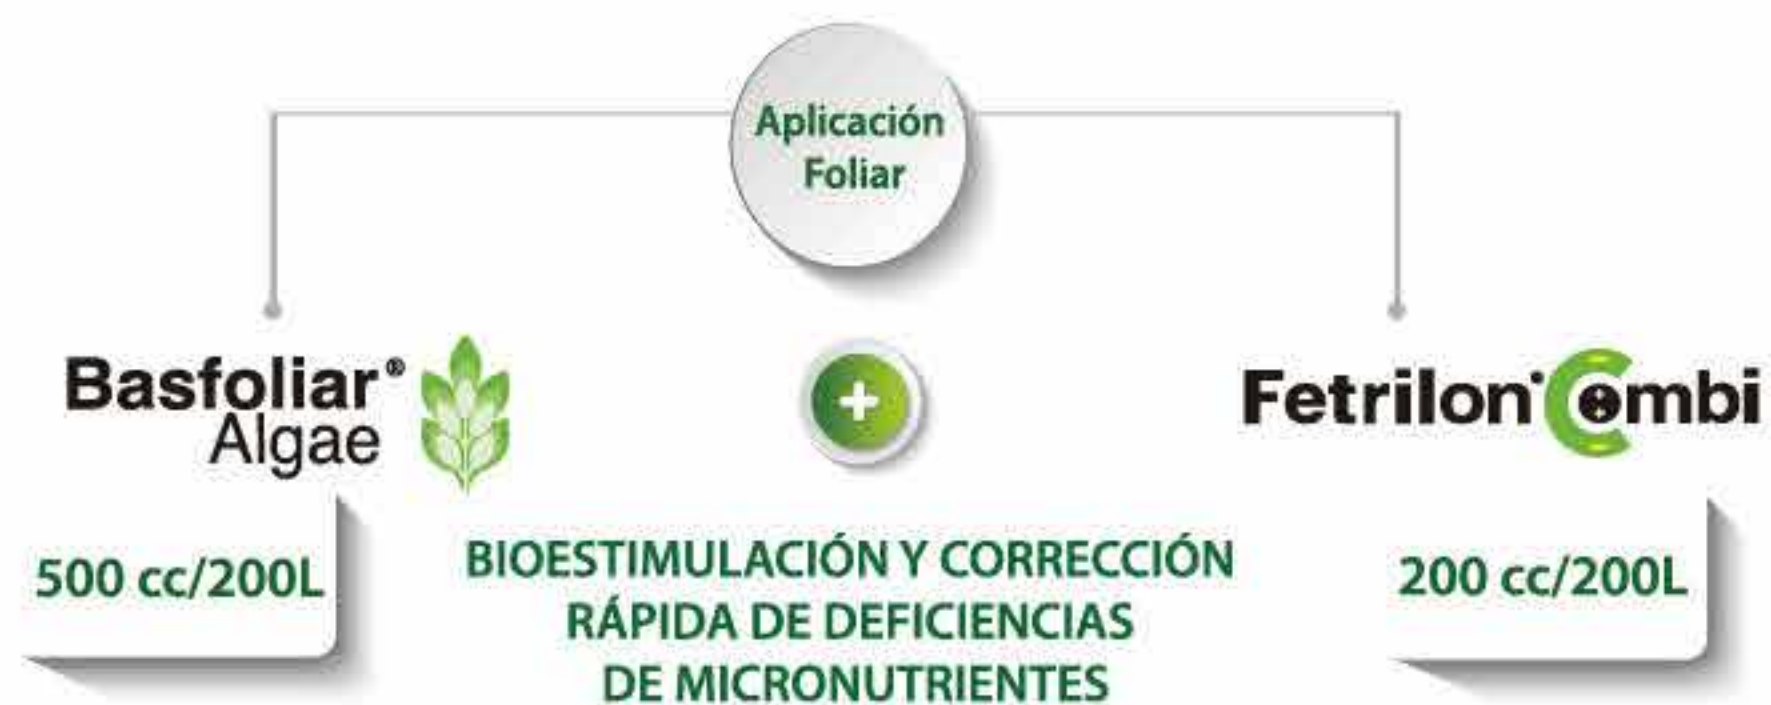 Aplicación
Foliar
Basfoliar®
Algae
Fetrilon® Combi
500 cc/200L
BIOESTIMULACIÓN Y CORRECCIÓN
RÁPIDA DE DEFICIENCIAS
DE MICRONUTRIENTES
200 cc/200L